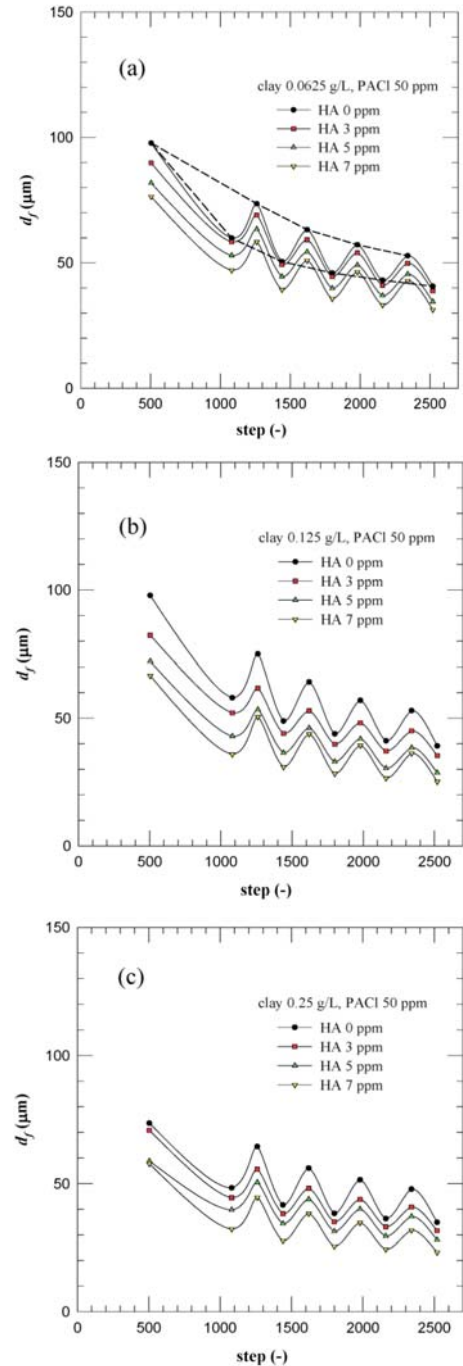 150
(a)
clay 0.0625 g/L, PACl 50 ppm
HA 0 ppm
HA 3 ppm
HA 5 ppm
HA 7 ppm
100
50
0
d_f (μm)
0 500 1000 1500 2000 2500
step (-)
150
(b)
clay 0.125 g/L, PACl 50 ppm
HA 0 ppm
HA 3 ppm
HA 5 ppm
HA 7 ppm
100
50
0
d_f (μm)
0 500 1000 1500 2000 2500
step (-)
150
(c)
clay 0.25 g/L, PACl 50 ppm
HA 0 ppm
HA 3 ppm
HA 5 ppm
HA 7 ppm
100
50
0
d_f (μm)
0 500 1000 1500 2000 2500
step (-)